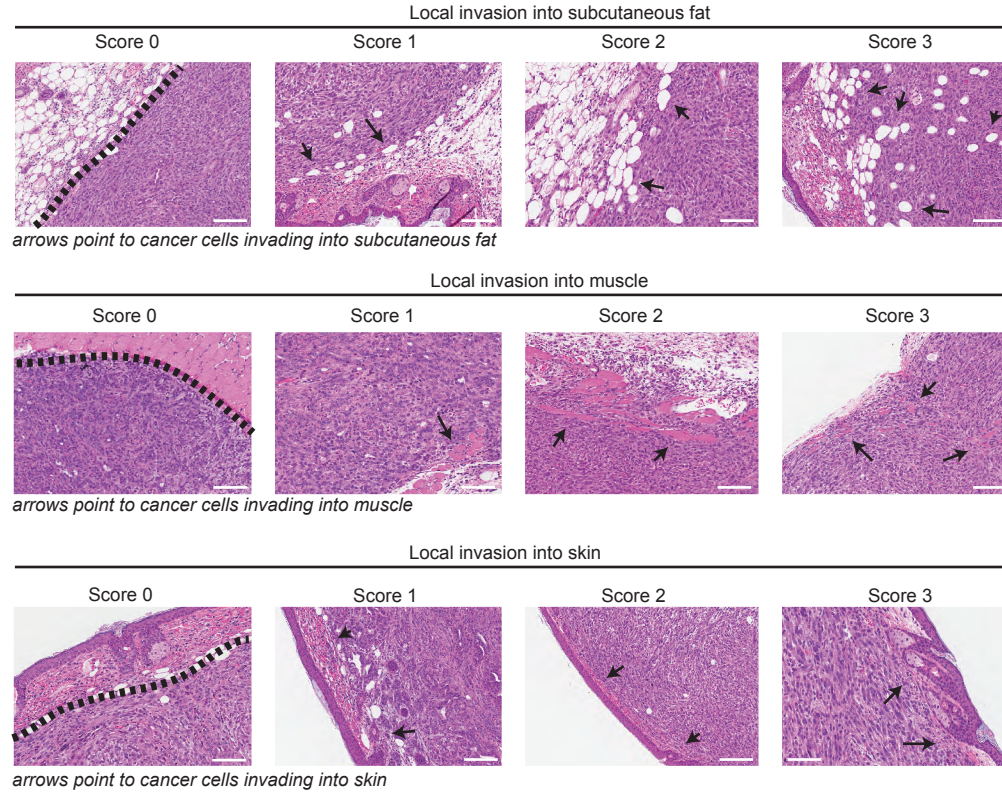 Local invasion into subcutaneous fat
Score 0 Score 1 Score 2 Score 3
arrows point to cancer cells invading into subcutaneous fat
Local invasion into muscle
Score 0 Score 1 Score 2 Score 3
arrows point to cancer cells invading into muscle
Local invasion into skin
Score 0 Score 1 Score 2 Score 3
arrows point to cancer cells invading into skin